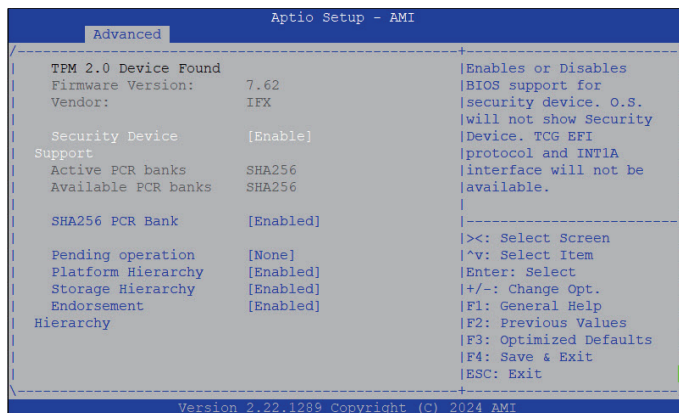 Aptio Setup - AMI
Advanced
/----------------------------------------------------+------------------------
| TPM 2.0 Device Found |Enables or Disables
| Firmware Version: 7.62 |BIOS support for
| Vendor: IFX |security device. O.S.
| |will not show Security
| Security Device [Enable] |Device. TCG EFI
| Support |protocol and INT1A
| Active PCR banks SHA256 |interface will not be
| Available PCR banks SHA256 |available.
| |
| SHA256 PCR Bank [Enabled] |------------------------
| |><: Select Screen
| Pending operation [None] |^v: Select Item
| Platform Hierarchy [Enabled] |Enter: Select
| Storage Hierarchy [Enabled] |+/-: Change Opt.
| Endorsement [Enabled] |F1: General Help
| Hierarchy |F2: Previous Values
| |F3: Optimized Defaults
| |F4: Save & Exit
| |ESC: Exit
\----------------------------------------------------+------------------------
Version 2.22.1289 Copyright (C) 2024 AMI